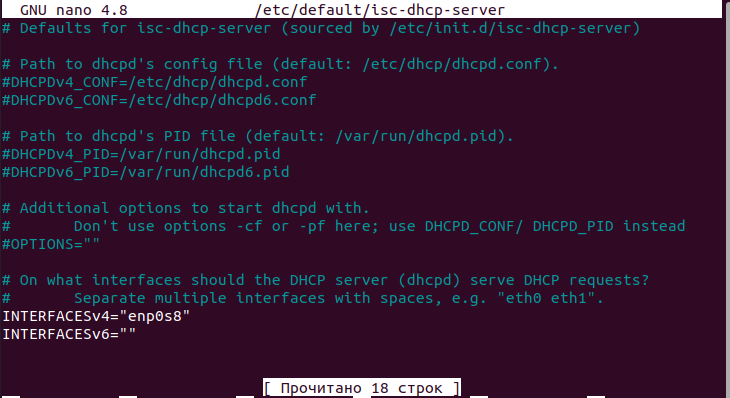 GNU nano 4.8 /etc/default/isc-dhcp-server
# Defaults for isc-dhcp-server (sourced by /etc/init.d/isc-dhcp-server)
# Path to dhcpd's config file (default: /etc/dhcp/dhcpd.conf).
#DHCPDv4_CONF=/etc/dhcp/dhcpd.conf
#DHCPDv6_CONF=/etc/dhcp/dhcpd6.conf
# Path to dhcpd's PID file (default: /var/run/dhcpd.pid).
#DHCPDv4_PID=/var/run/dhcpd.pid
#DHCPDv6_PID=/var/run/dhcpd6.pid
# Additional options to start dhcpd with.
#       Don't use options -cf or -pf here; use DHCPD_CONF/ DHCPD_PID instead
#OPTIONS=""
# On what interfaces should the DHCP server (dhcpd) serve DHCP requests?
#       Separate multiple interfaces with spaces, e.g. "eth0 eth1".
INTERFACESv4="enp0s8"
INTERFACESv6=""
[ Прочитано 18 строк ]